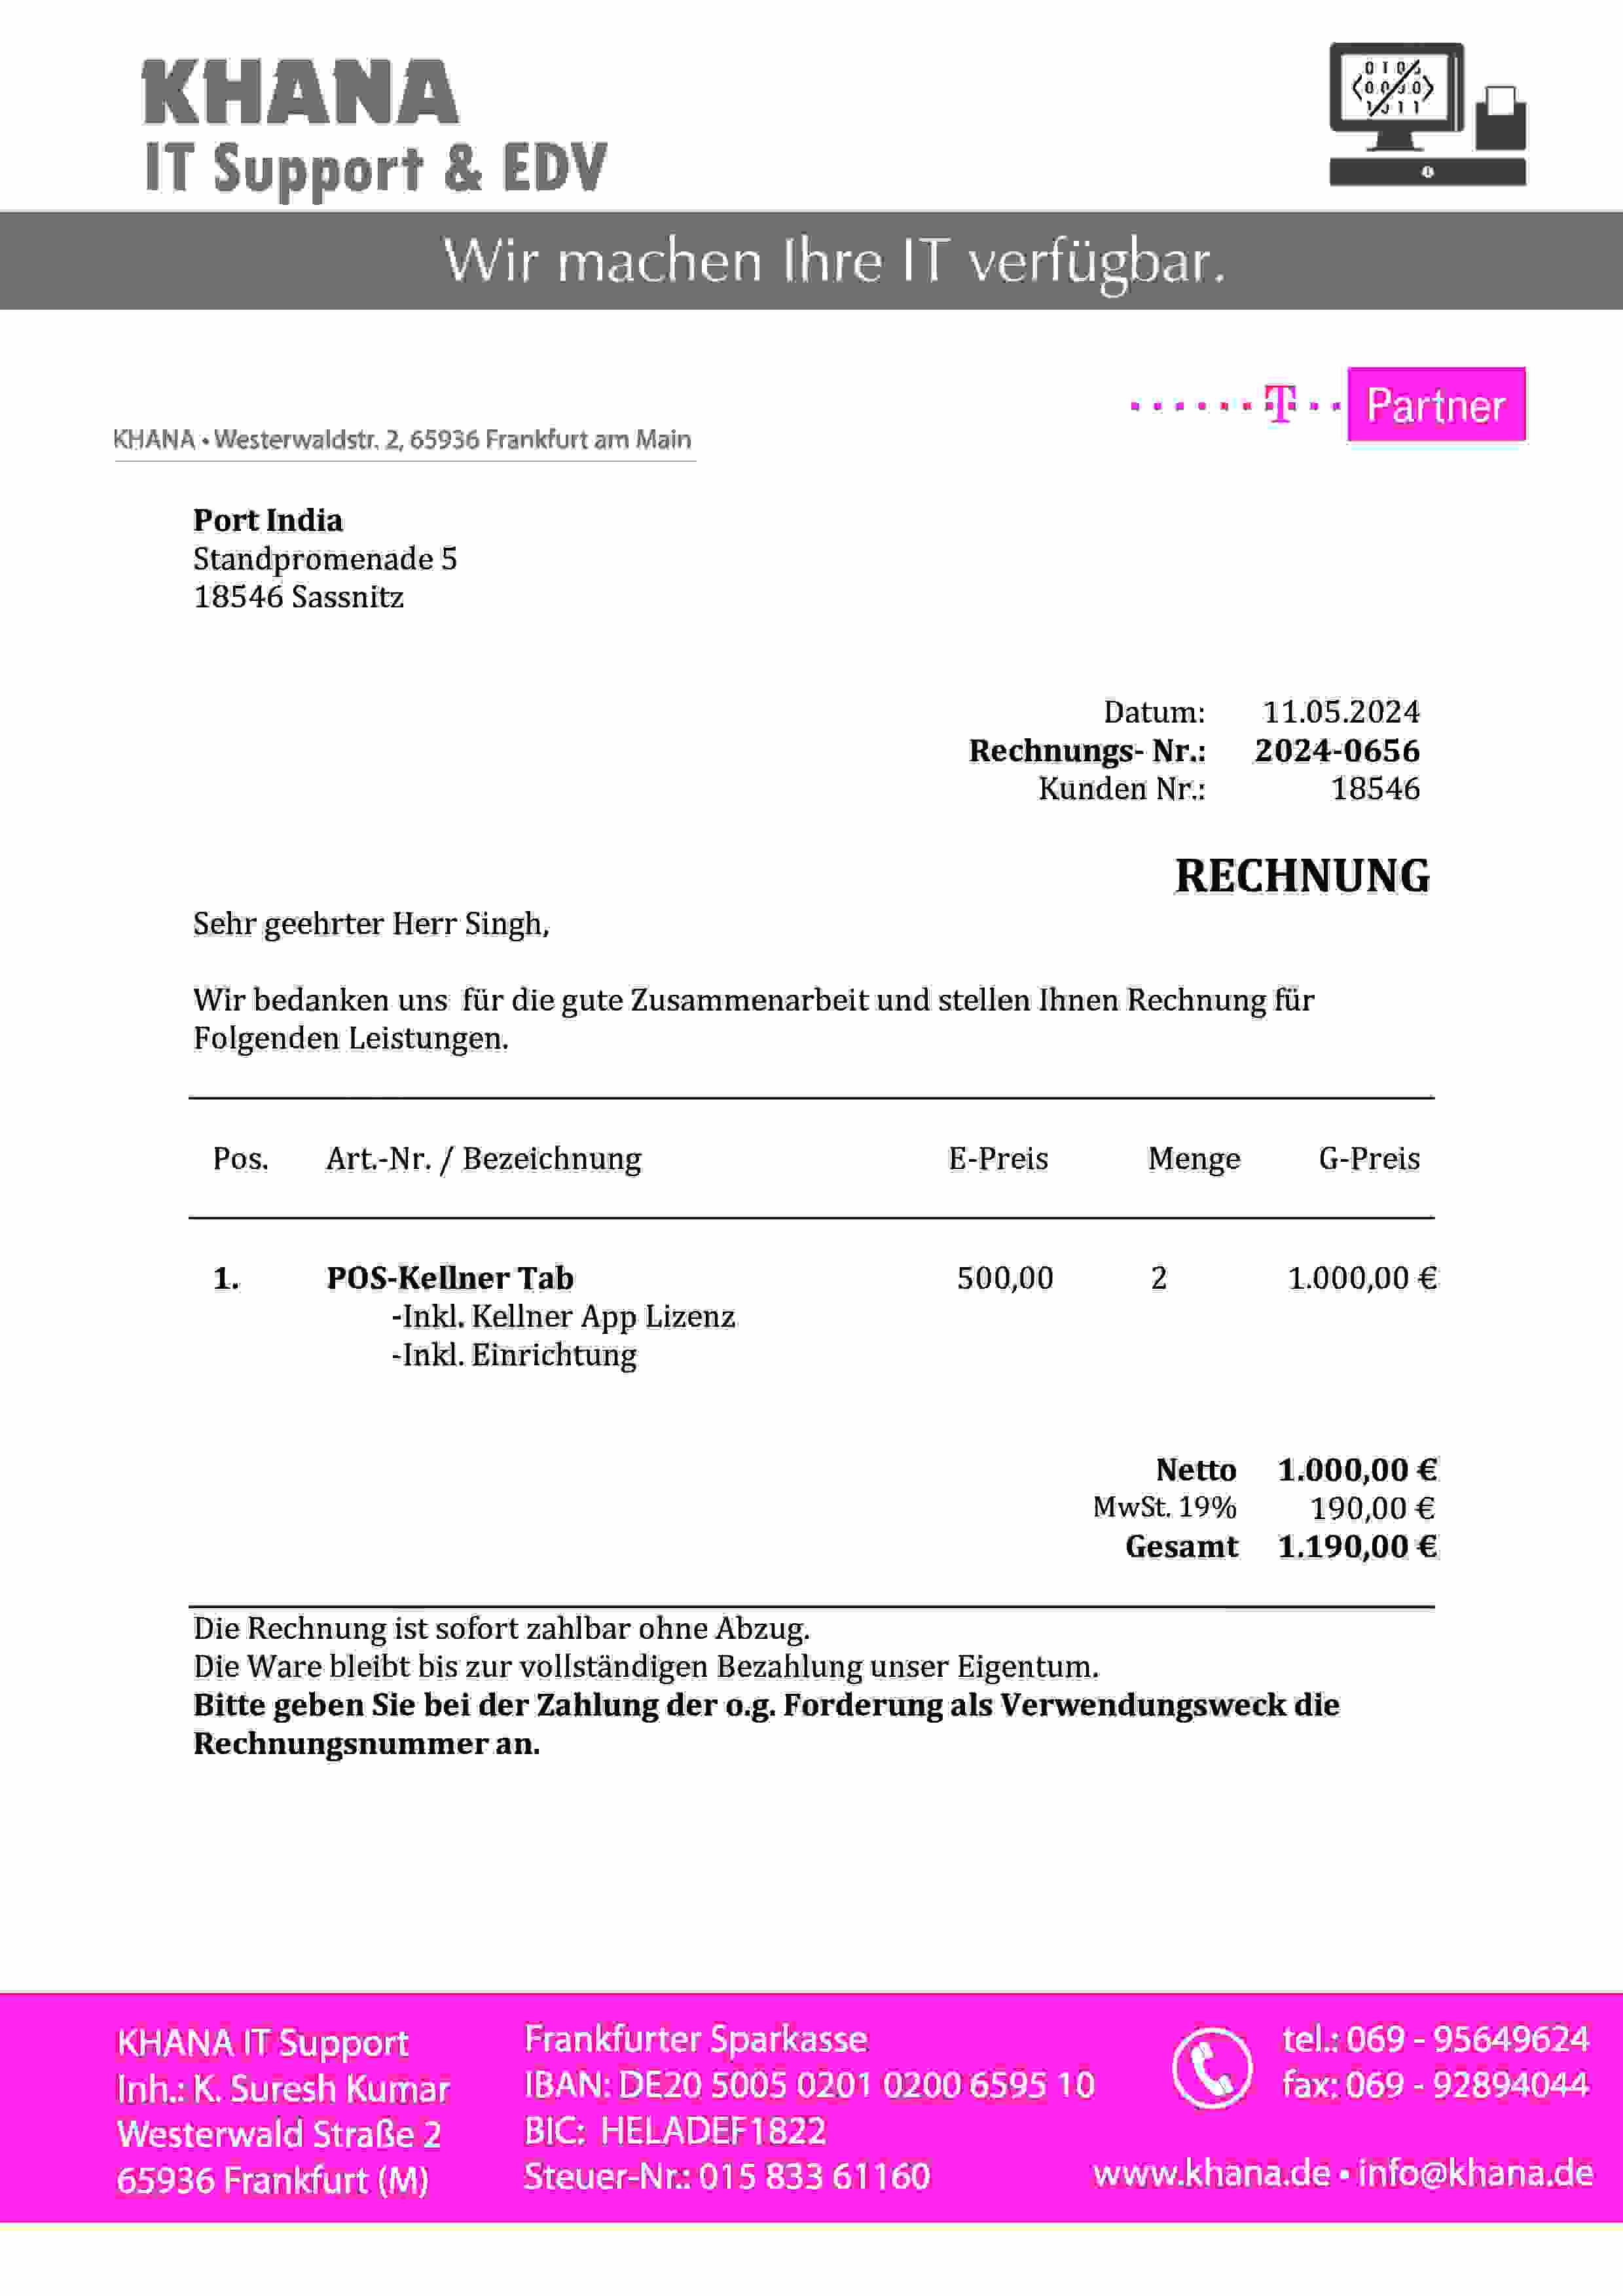 KHANA
IT Support & EDV
Wir machen Ihre IT verfügbar.
T Partner
KHANA • Westerwaldstr. 2, 65936 Frankfurt am Main
Port India
Standpromenade 5
18546 Sassnitz
Datum: 11.05.2024
Rechnungs- Nr.: 2024-0656
Kunden Nr.: 18546
RECHNUNG
Sehr geehrter Herr Singh,
Wir bedanken uns für die gute Zusammenarbeit und stellen Ihnen Rechnung für
Folgenden Leistungen.
Pos. Art.-Nr. / Bezeichnung E-Preis Menge G-Preis
1. POS-Kellner Tab 500,00 2 1.000,00 €
-Inkl. Kellner App Lizenz
-Inkl. Einrichtung
Netto 1.000,00 €
MwSt. 19% 190,00 €
Gesamt 1.190,00 €
Die Rechnung ist sofort zahlbar ohne Abzug.
Die Ware bleibt bis zur vollständigen Bezahlung unser Eigentum.
Bitte geben Sie bei der Zahlung der o.g. Forderung als Verwendungsweck die
Rechnungsnummer an.
KHANA IT Support
Inh.: K. Suresh Kumar
Westerwald Straße 2
65936 Frankfurt (M)
Frankfurter Sparkasse
IBAN: DE20 5005 0201 0200 6595 10
BIC: HELADEF1822
Steuer-Nr.: 015 833 61160
tel.: 069 - 95649624
fax: 069 - 92894044
www.khana.de • info@khana.de